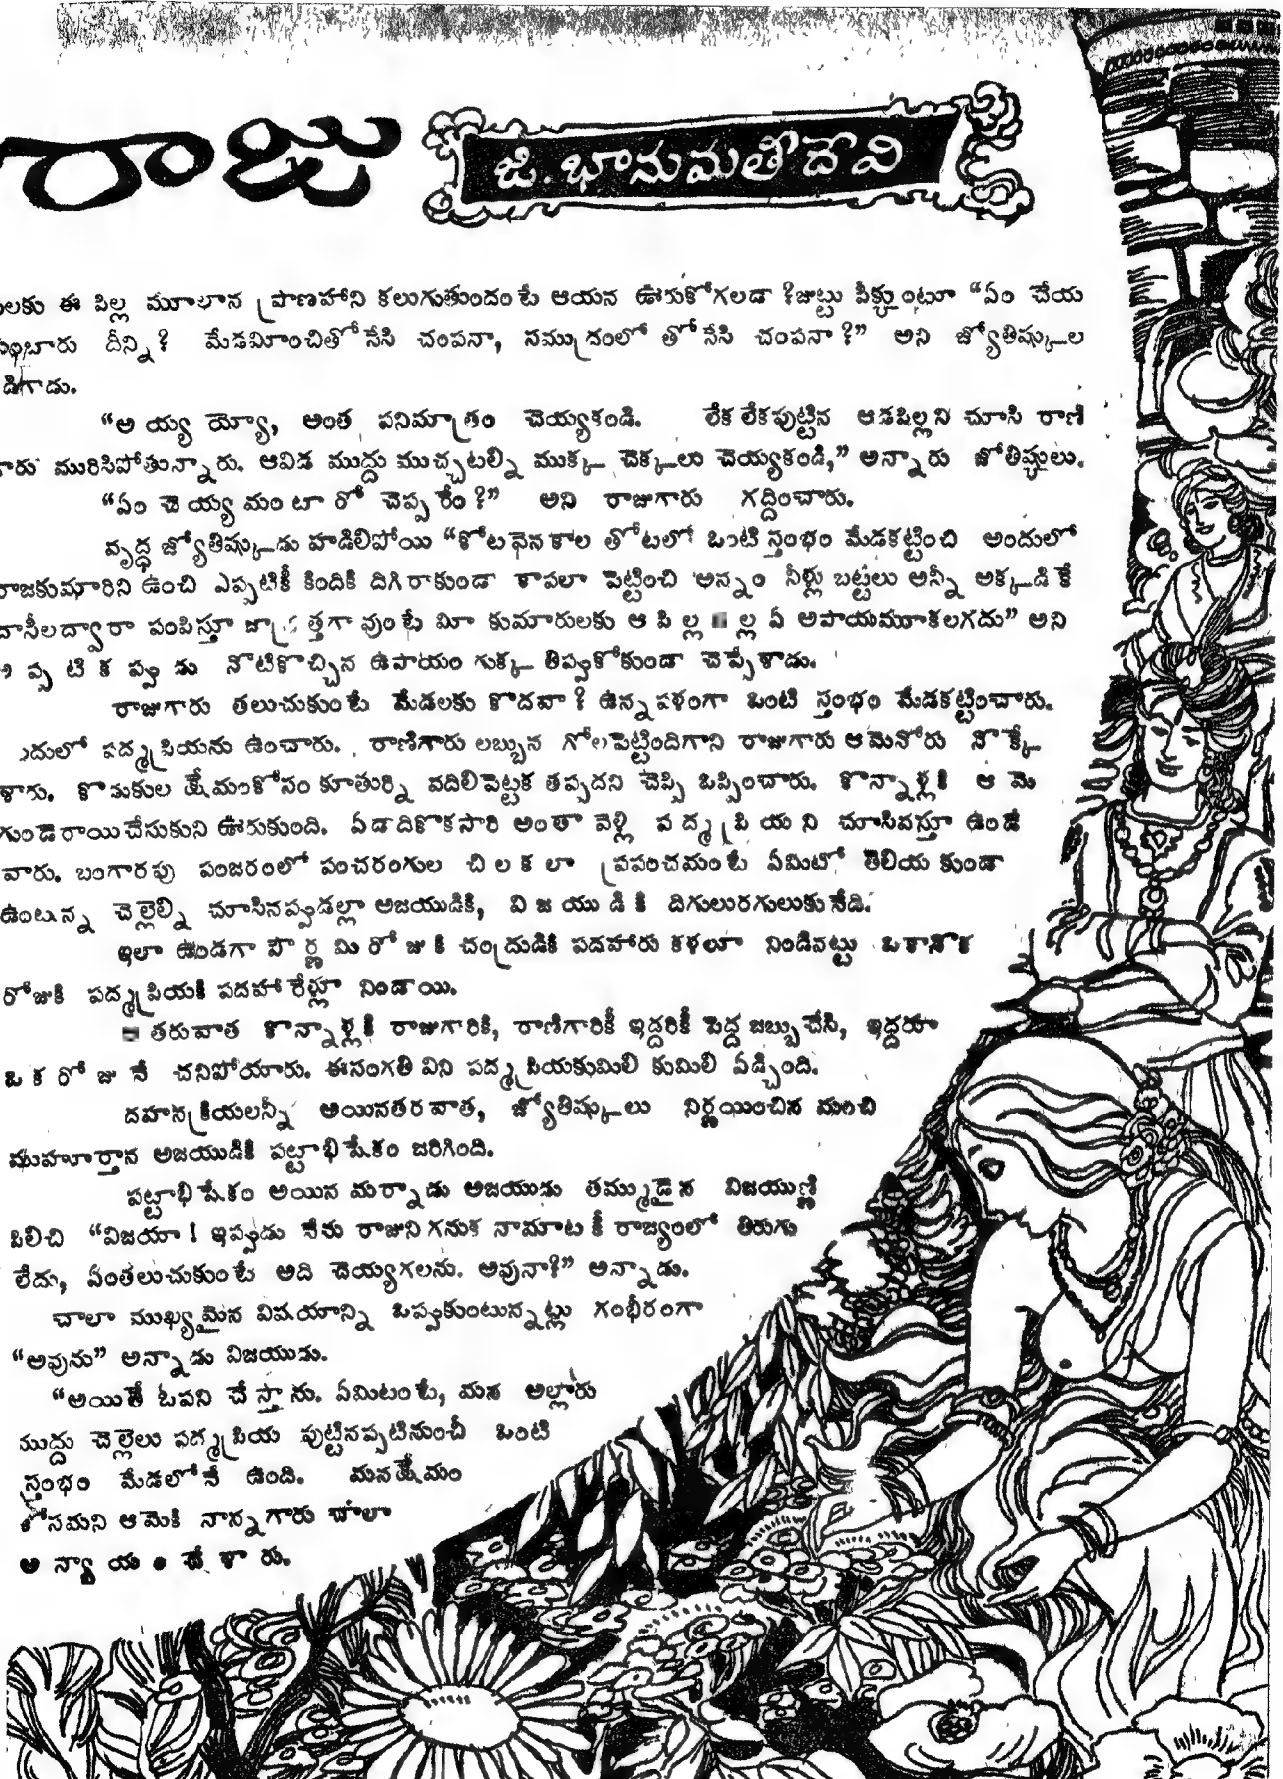 రాజు
జి. భానుమతీదేవి
ఈ పిల్ల మూలాన ప్రాణహాని కలుగుతుందంటే ఆయన ఊరుకోగలడా ? జుట్టు పీక్కుంటూ “ఏం చేయ
మంటారు దీన్ని? మేడమీంచితోసేసి చంపనా, సముద్రంలో తోసేసి చంపనా ?” అని జ్యోతిష్కుల
డిగాడు.
“అయ్యయ్యో, అంత పనిమాత్రం చెయ్యకండి. లేకలేకపుట్టిన ఆడపిల్లని చూసి రాణి
గారు మురిసిపోతున్నారు. ఆవిడ ముద్దుముచ్చటల్ని ముక్క చెక్కలు చెయ్యకండి,” అన్నారు జోతిష్కులు.
“ఏం చెయ్యమంటారో చెప్పరేం ?” అని రాజుగారు గద్దించారు.
వృద్ధ జ్యోతిష్కుడు హడిలిపోయి “కోటవెనకాల తోటలో ఒంటిస్తంభం మేడకట్టించి అందులో
రాజకుమారిని ఉంచి ఎప్పటికీ కిందికి దిగిరాకుండా కాపలా పెట్టించి అన్నం నీళ్లు బట్టలు అన్నీ అక్కడికే
దాసీలద్వారా పంపిస్తూ జాగ్రత్తగా వుంటే మీ కుమారులకు ఆ పిల్ల వల్ల ఏ అపాయమూకలగదు” అని
అప్పటికప్పుడు నోటికొచ్చిన ఉపాయం గుక్క తిప్పుకోకుండా చెప్పేశాడు.
రాజుగారు తలుచుకుంటే మేడలకు కొదవా ? ఉన్నపళంగా ఒంటి స్తంభం మేడకట్టించారు.
ందులో పద్మప్రియను ఉంచారు. రాణిగారు లబ్బున గోలపెట్టిందిగాని రాజుగారు ఆమెనోరు నొక్కే
శారు. కొడుకుల క్షేమంకోసం కూతుర్ని వదిలిపెట్టక తప్పదని చెప్పి ఒప్పించారు. కొన్నాళ్లకి ఆమె
గుండెరాయిచేసుకుని ఊరుకుంది. ఏడాదికొకసారి అంతా వెళ్లి పద్మప్రియని చూసివస్తూ ఉండే
వారు. బంగారపు పంజరంలో పంచరంగుల చిలకలా ప్రపంచమంటే ఏమిటో తెలియకుండా
ఉంటున్న చెల్లెల్ని చూసినప్పుడల్లా అజయుడికి, విజయుడికి దిగులురగులుకునేది.
ఇలా ఉండగా పౌర్ణమిరోజుకి చంద్రుడికి పదహారు కళలూ నిండినట్టు ఒకానొక
రోజుకి పద్మప్రియకి పదహారేళ్లూ నిండాయి.
తరువాత కొన్నాళ్లకి రాజుగారికి, రాణిగారికీ ఇద్దరికీ పెద్ద జబ్బుచేసి, ఇద్దరూ
ఒకరోజునే చనిపోయారు. ఈసంగతి విని పద్మప్రియకుమిలి కుమిలి ఏడ్చింది.
దహనక్రియలన్నీ అయినతరవాత, జ్యోతిష్కులు నిర్ణయించిన మంచి
ముహూర్తాన అజయుడికి పట్టాభిషేకం జరిగింది.
పట్టాభిషేకం అయిన మర్నాడు అజయుడు తమ్ముడైన విజయుణ్ణి
పిలిచి “విజయా ! ఇప్పుడు నేను రాజుని గనుక నామాటకి రాజ్యంలో తిరుగు
లేదు, ఏంతలుచుకుంటే అది చెయ్యగలను. అవునా?” అన్నాడు.
చాలా ముఖ్యమైన విషయాన్ని ఒప్పుకుంటున్నట్లు గంభీరంగా
“అవును” అన్నాడు విజయుడు.
“అయితే ఓపని చేస్తాను. ఏమిటంటే, మన అల్లారు
ముద్దు చెల్లెలు పద్మప్రియ పుట్టినప్పటినుంచీ ఒంటి
స్తంభం మేడలోనే ఉంది. మనక్షేమం
కోసమని ఆమెకి నాన్నగారు చాలా
అన్యాయంచేశారు.